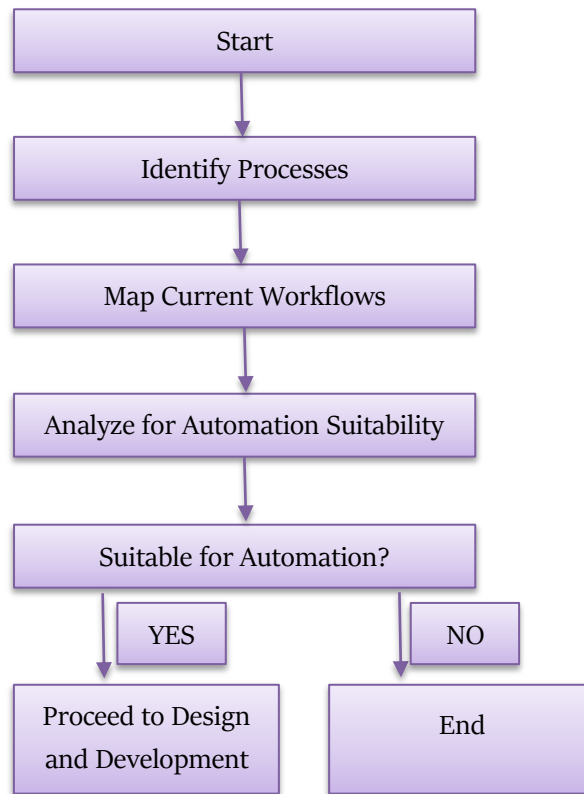 Start
Identify Processes
Map Current Workflows
Analyze for Automation Suitability
Suitable for Automation?
YES
NO
Proceed to Design
and Development
End